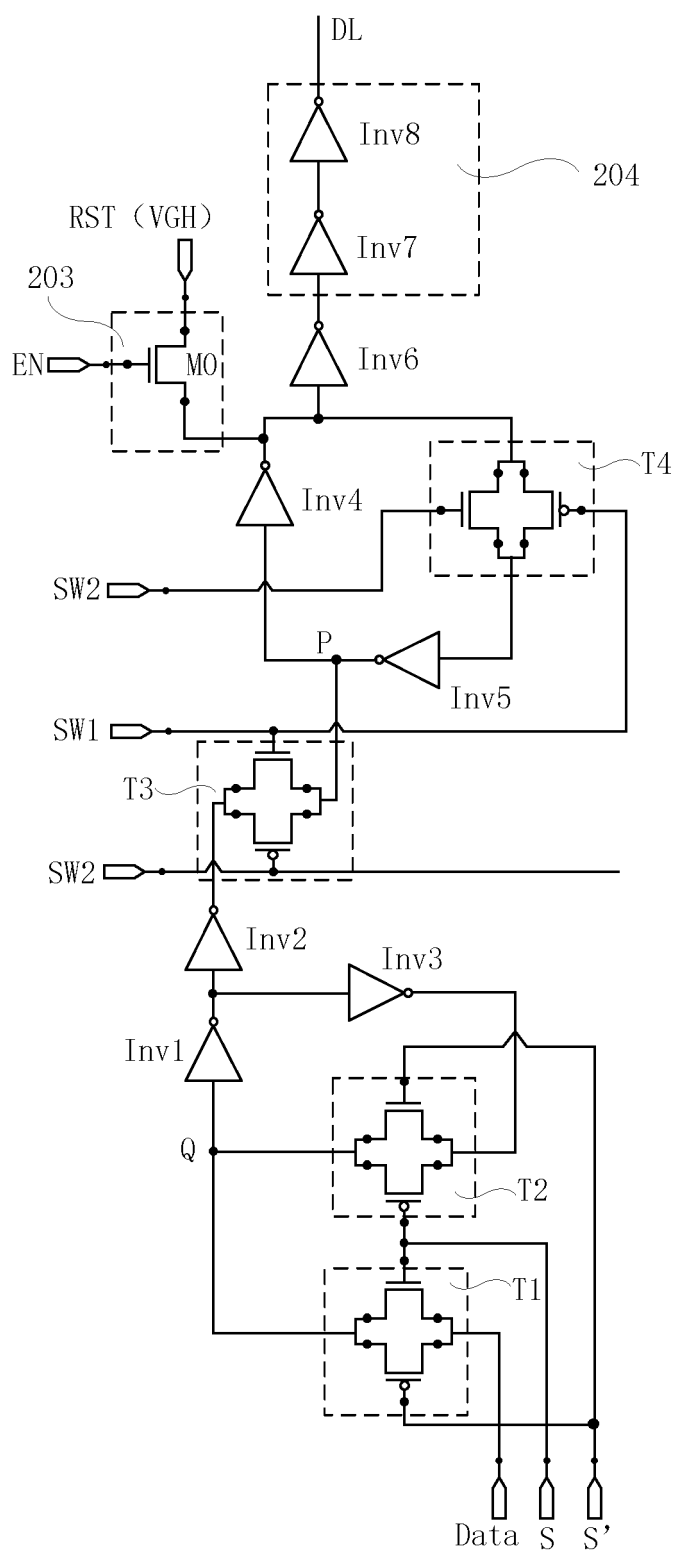 DL
Inv8
204
RST (VGH)
Inv7
203
EN
M0
Inv6
T4
Inv4
SW2
P
Inv5
SW1
T3
SW2
Inv2
Inv3
Inv1
Q
T2
T1
Data
S
S'